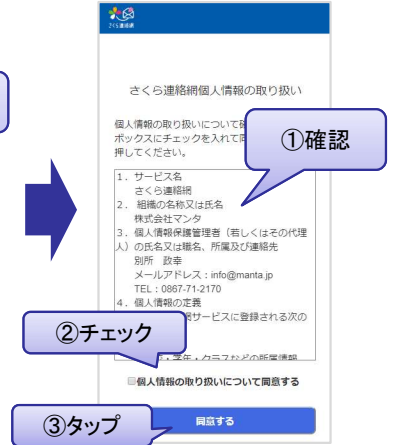 さくら連絡網
さくら連絡網個人情報の取り扱い
個人情報の取り扱いについて
ボックスにチェックを入れて
押してください。
①確認
1. サービス名
さくら連絡網
2. 組織の名称又は氏名
株式会社マンタ
3. 個人情報保護管理者（若しくはその代理
人）の氏名又は職名、所属及び連絡先
別所 政幸
メールアドレス：info@manta.jp
TEL：0867-71-2170
4. 個人情報の定義
サービスに登録される次の
②チェック
・学年・クラスなどの所属情報
個人情報の取り扱いについて同意する
③タップ
同意する